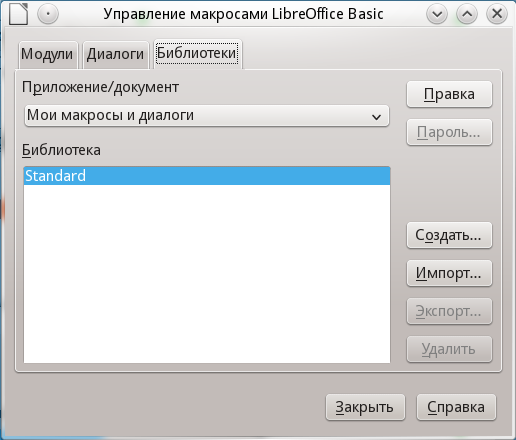 Управление макросами LibreOffice Basic
Модули Диалоги Библиотеки
Приложение/документ
Мои макросы и диалоги
Правка
Пароль...
Библиотека
Standard
Создать...
Импорт...
Экспорт...
Удалить
Закрыть Справка